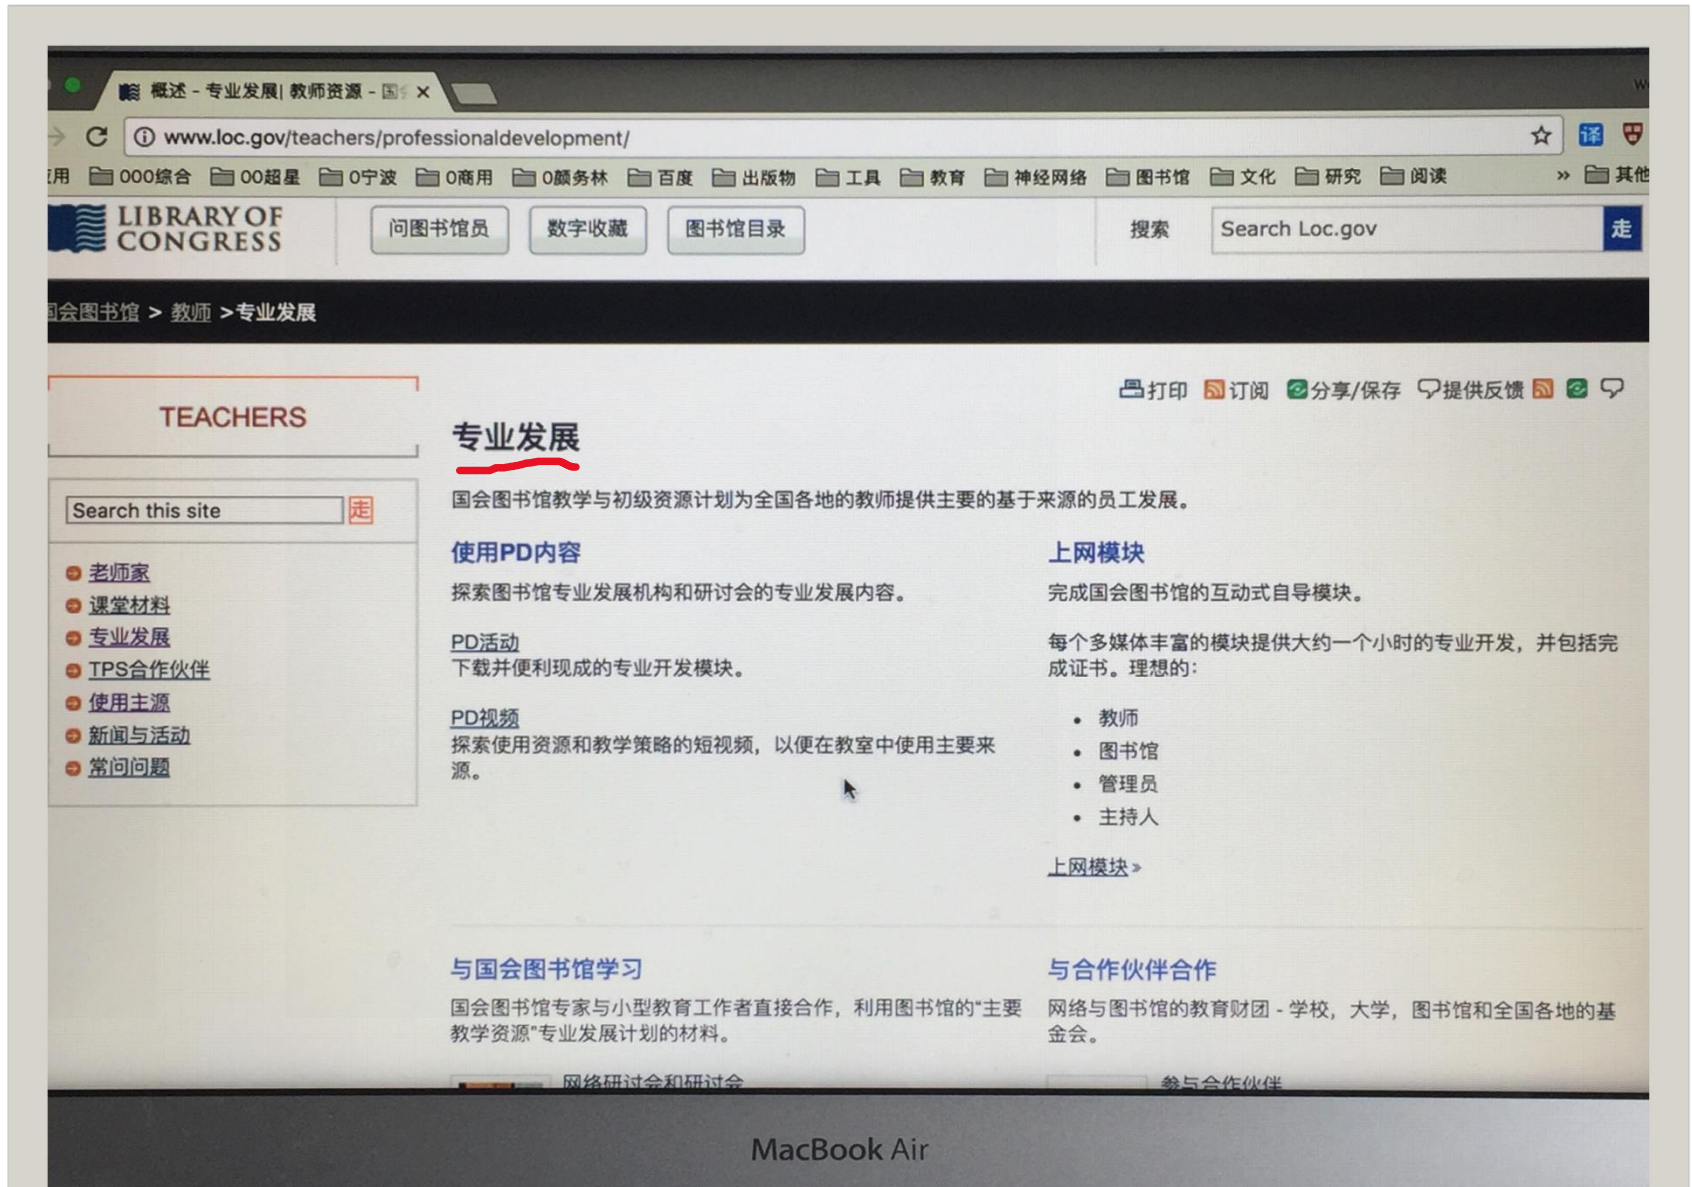 概述 - 专业发展| 教师资源 - 国
www.loc.gov/teachers/professionaldevelopment/
译
用 000综合 00超星 0宁波 0商用 0颜务林 百度 出版物 工具 教育 神经网络 图书馆 文化 研究 阅读 » 其他
LIBRARY OF
CONGRESS
问图书馆员 数字收藏 图书馆目录 搜索 Search Loc.gov 走
国会图书馆 > 教师 >专业发展
打印 订阅 分享/保存 提供反馈
TEACHERS
Search this site 走
老师家
课堂材料
专业发展
TPS合作伙伴
使用主源
新闻与活动
常问问题
专业发展
国会图书馆教学与初级资源计划为全国各地的教师提供主要的基于来源的员工发展。
使用PD内容
探索图书馆专业发展机构和研讨会的专业发展内容。
PD活动
下载并便利现成的专业开发模块。
PD视频
探索使用资源和教学策略的短视频，以便在教室中使用主要来
源。
上网模块
完成国会图书馆的互动式自导模块。
每个多媒体丰富的模块提供大约一个小时的专业开发，并包括完
成证书。理想的：
• 教师
• 图书馆
• 管理员
• 主持人
上网模块»
与国会图书馆学习
国会图书馆专家与小型教育工作者直接合作，利用图书馆的“主要
教学资源”专业发展计划的材料。
网络研讨会和研讨会
与合作伙伴合作
网络与图书馆的教育财团 - 学校，大学，图书馆和全国各地的基
金会。
参与合作伙伴
MacBook Air